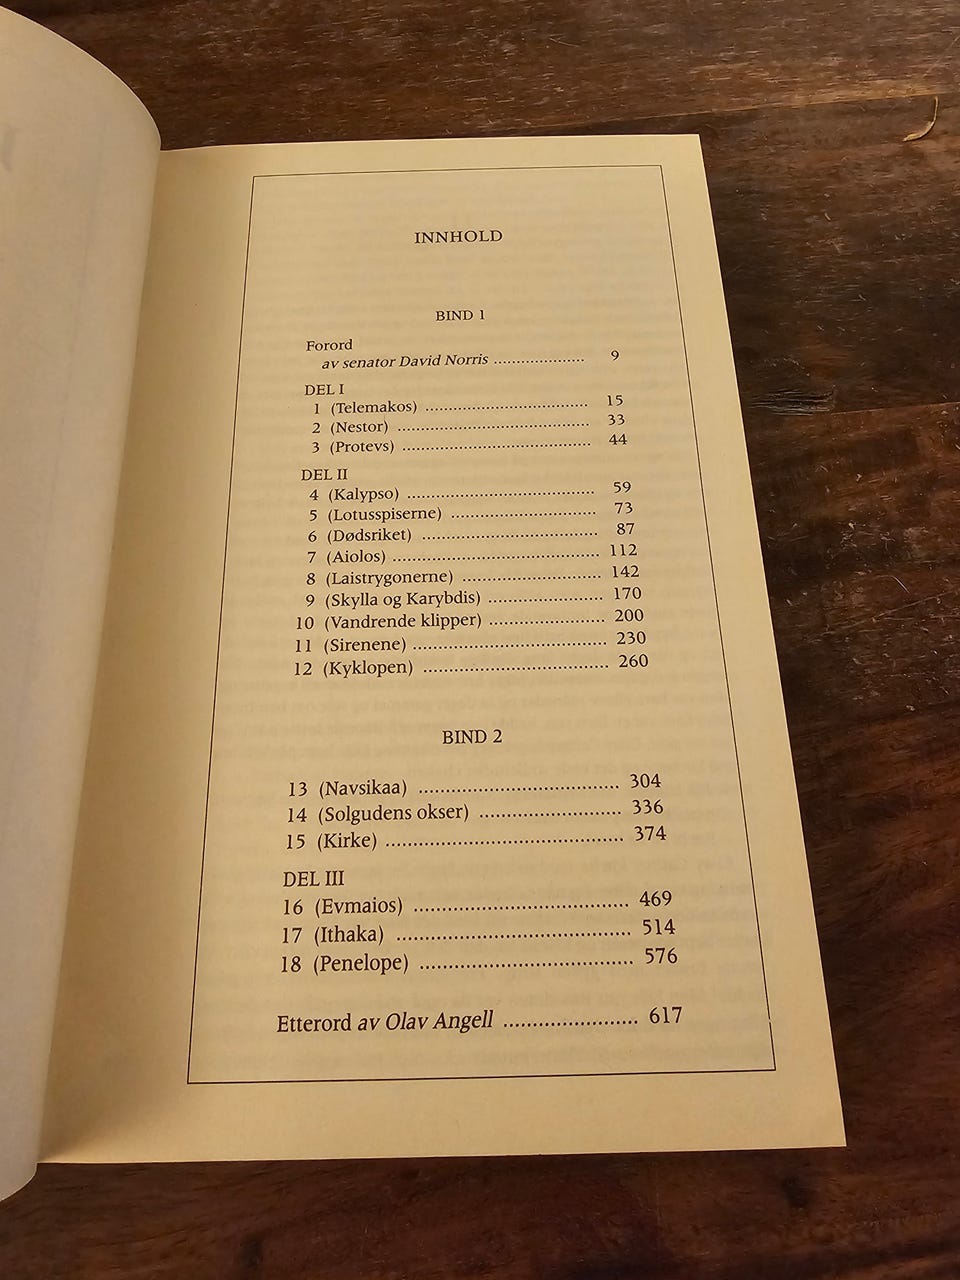 INNHOLD
BIND 1
Forord
av senator David Norris ..................... 9
DEL I
1 (Telemakos) ..................................... 15
2 (Nestor) ........................................... 33
3 (Protevs) .......................................... 44
DEL II
4 (Kalypso) ......................................... 59
5 (Lotusspiserne) ................................ 73
6 (Dødsriket) ...................................... 87
7 (Aiolos) ............................................ 112
8 (Laistrygonerne) .............................. 142
9 (Skylla og Karybdis) ........................ 170
10 (Vandrende klipper) ....................... 200
11 (Sirenene) ....................................... 230
12 (Kyklopen) ..................................... 260
BIND 2
13 (Navsikaa) ...................................... 304
14 (Solgudens okser) ........................... 336
15 (Kirke) ............................................ 374
DEL III
16 (Evmaios) ....................................... 469
17 (Ithaka) .......................................... 514
18 (Penelope) ...................................... 576
Etterord av Olav Angell ........................ 617